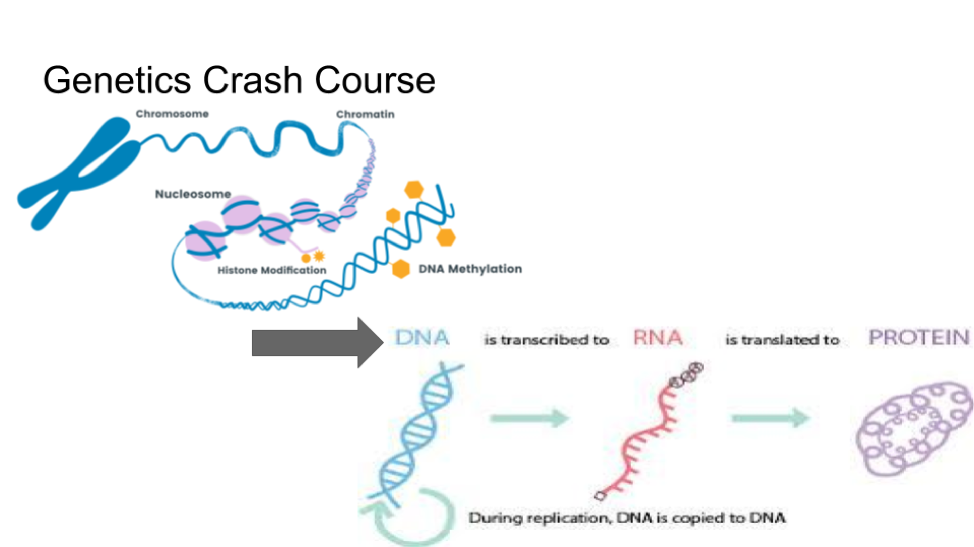 Genetics Crash Course
Chromosome
Chromatin
Nucleosome
Histone Modification
DNA Methylation
DNA is transcribed to RNA is translated to PROTEIN
During replication, DNA is copied to DNA